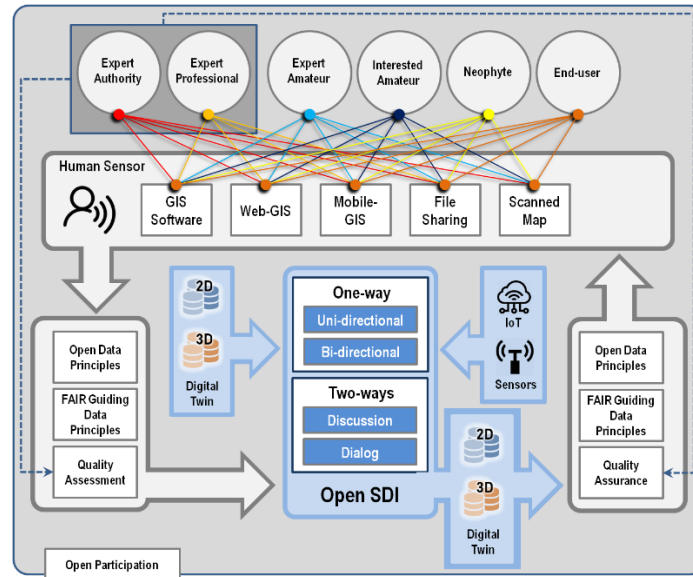 Expert
Authority
Expert
Professional
Expert
Amateur
Interested
Amateur
Neophyte
End-user
Human Sensor
GIS
Software
Web-GIS
Mobile-
GIS
File
Sharing
Scanned
Map
2D
3D
Digital
Twin
One-way
Uni-directional
Bi-directional
Two-ways
Discussion
Dialog
Open SDI
IoT
Sensors
Open Data
Principles
FAIR Guiding
Data
Principles
Quality
Assessment
2D
3D
Digital
Twin
Open Data
Principles
FAIR Guiding
Data
Principles
Quality
Assurance
Open Participation